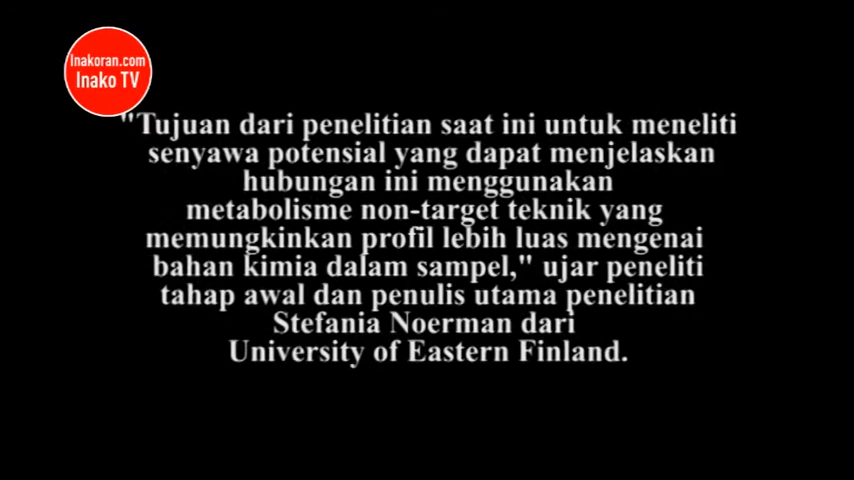 Inakoran.com
Inako TV
"Tujuan dari penelitian saat ini untuk meneliti
senyawa potensial yang dapat menjelaskan
hubungan ini menggunakan
metabolisme non-target teknik yang
memungkinkan profil lebih luas mengenai
bahan kimia dalam sampel," ujar peneliti
tahap awal dan penulis utama penelitian
Stefania Noerman dari
University of Eastern Finland.